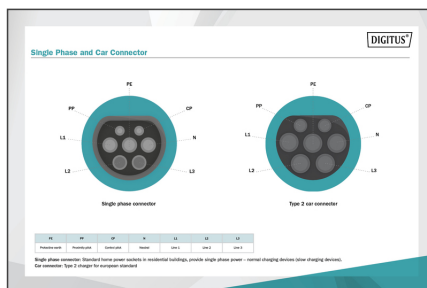 DIGITUS®
Single Phase and Car Connector
PE
PP
CP
L1
N
L2
L3
Single phase connector
PE
PP
CP
L1
N
L2
L3
Type 2 car connector
PE PP CP N L1 L2 L3
Protective earth Proximity pilot Control pilot Neutral Line 1 Line 2 Line 3
Single phase connector: Standard home power sockets in residential buildings, provide single phase power – normal charging devices (slow charging devices).
Car connector: Type 2 charger for european standard